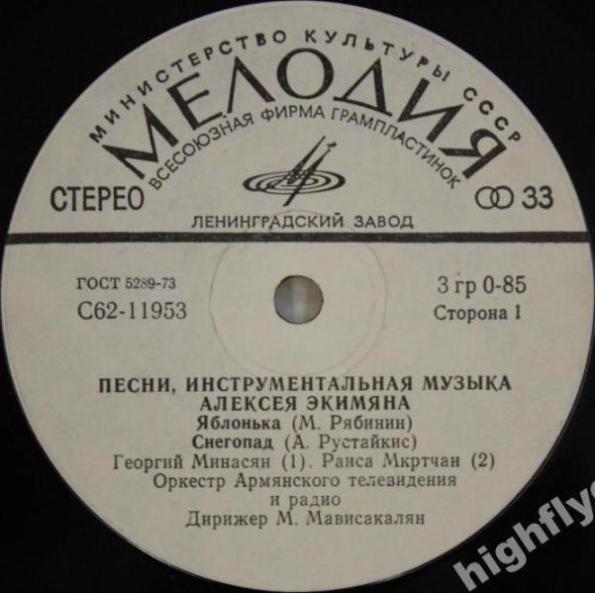 МИНИСТЕРСТВО КУЛЬТУРЫ СССР
МЕЛОДИЯ
ВСЕСОЮЗНАЯ ФИРМА ГРАМПЛАСТИНОК
СТЕРЕО 33
ЛЕНИНГРАДСКИЙ ЗАВОД
ГОСТ 5289-73 3 гр 0-85
С62-11953 Сторона 1
ПЕСНИ, ИНСТРУМЕНТАЛЬНАЯ МУЗЫКА
АЛЕКСЕЯ ЭКИМЯНА
Яблонька (М. Рябинин)
Снегопад (А. Рустайкис)
Георгий Минасян (1). Раиса Мкртчан (2)
Оркестр Армянского телевидения
и радио
Дирижер М. Мависакалян
highfly